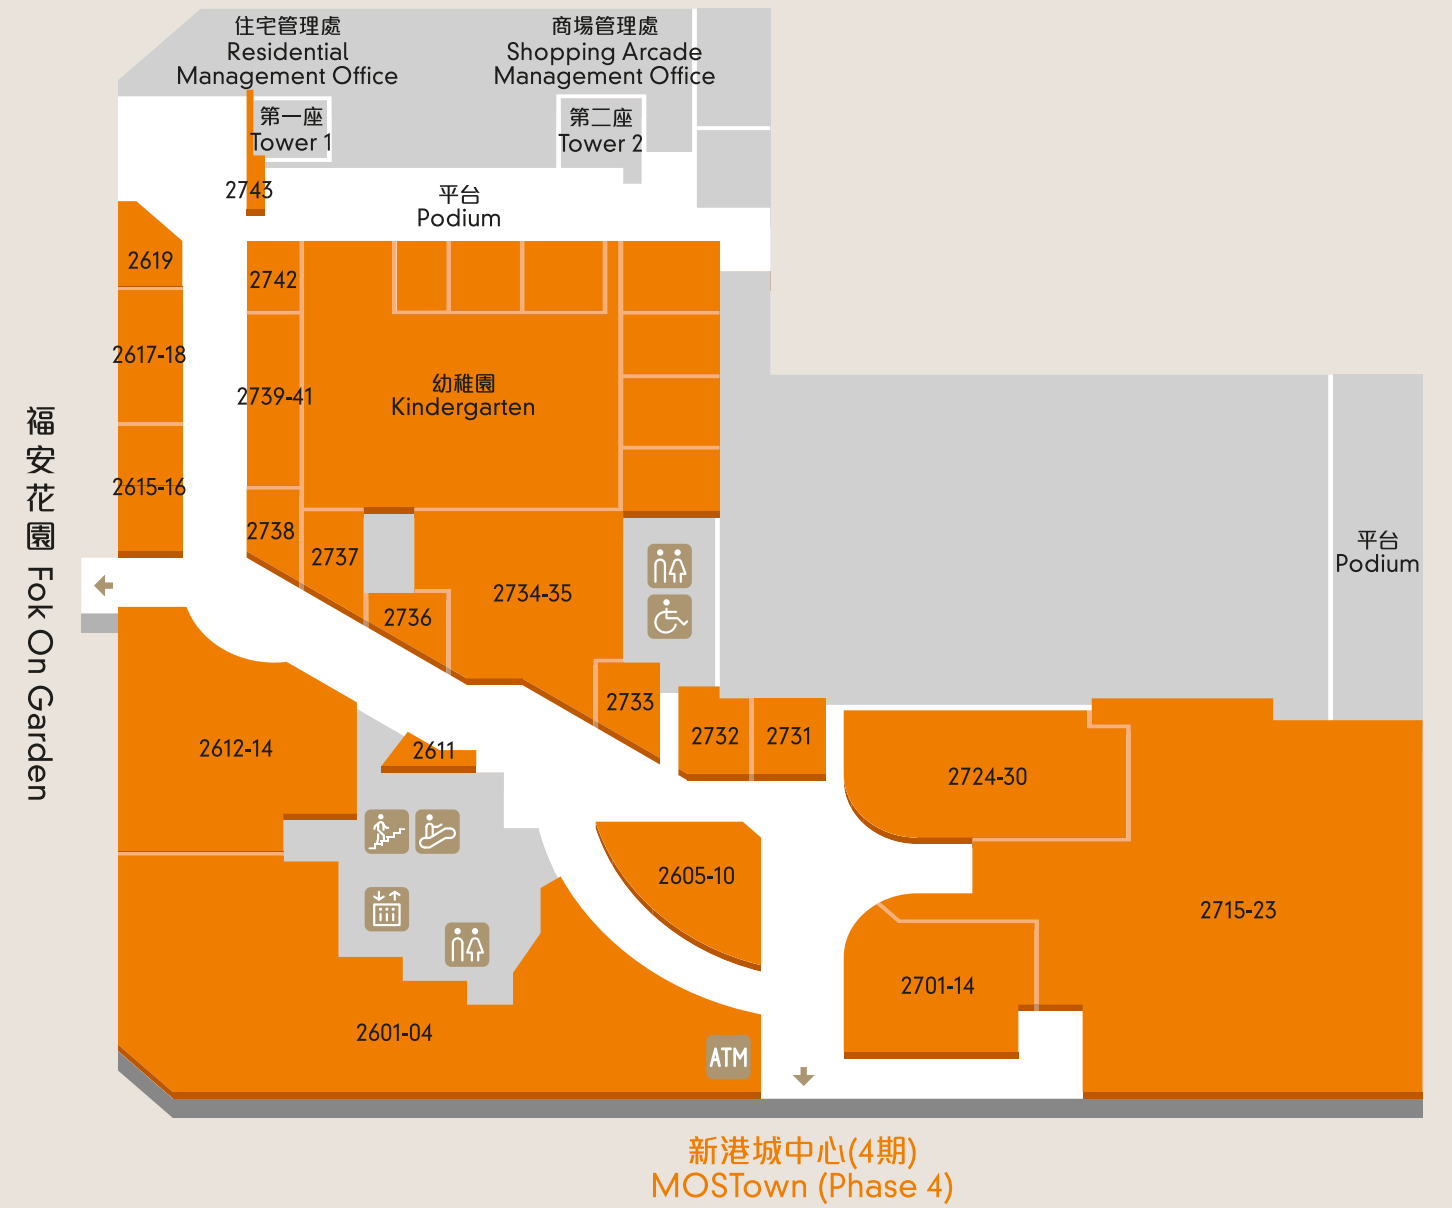 住宅管理處
Residential
Management Office
商場管理處
Shopping Arcade
Management Office
第一座
Tower 1
第二座
Tower 2
2743
平台
Podium
2619
2742
2617-18
2739-41
幼稚園
Kindergarten
2615-16
2738
2737
2734-35
2736
平台
Podium
福安花園 Fok On Garden
2733
2732
2731
2612-14
2611
2724-30
2605-10
2715-23
2701-14
2601-04
ATM
新港城中心(4期)
MOSTown (Phase 4)